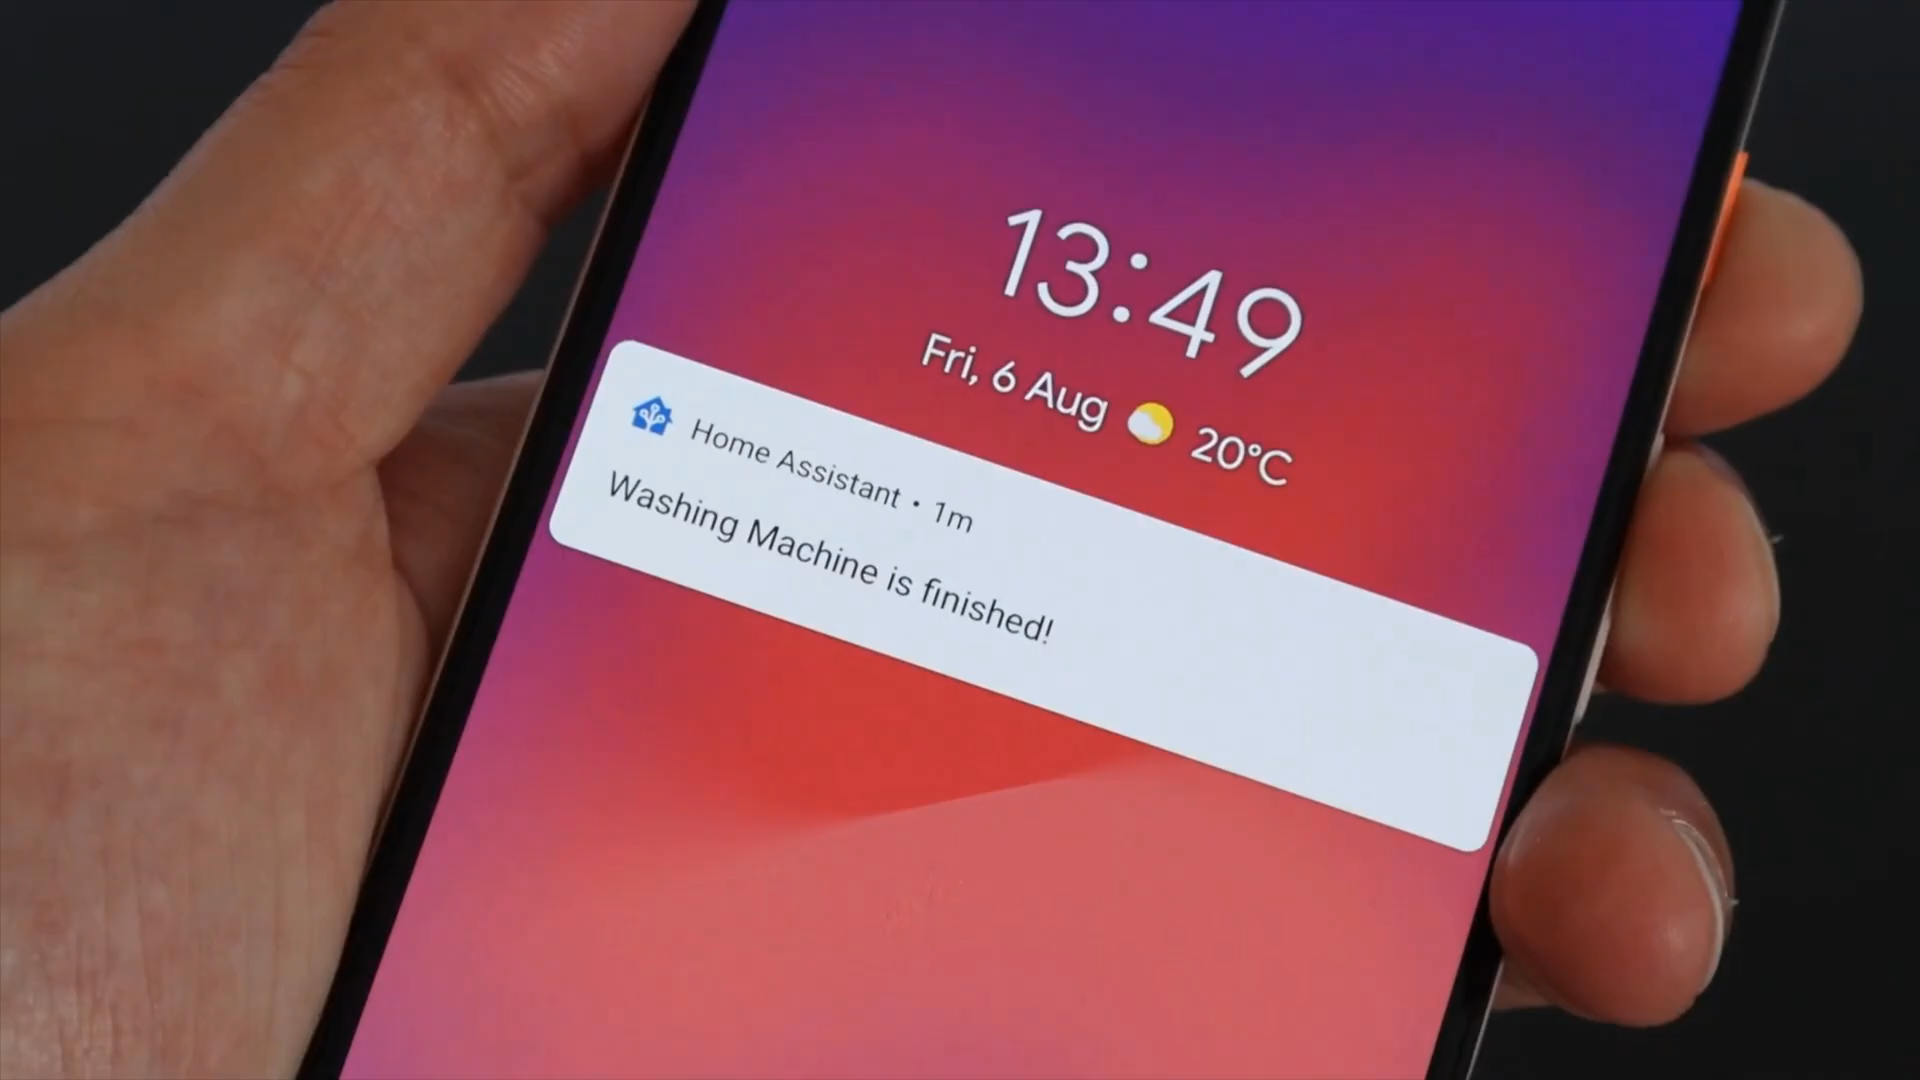 13:49
Fri, 6 Aug 20°C
Home Assistant • 1m
Washing Machine is finished!